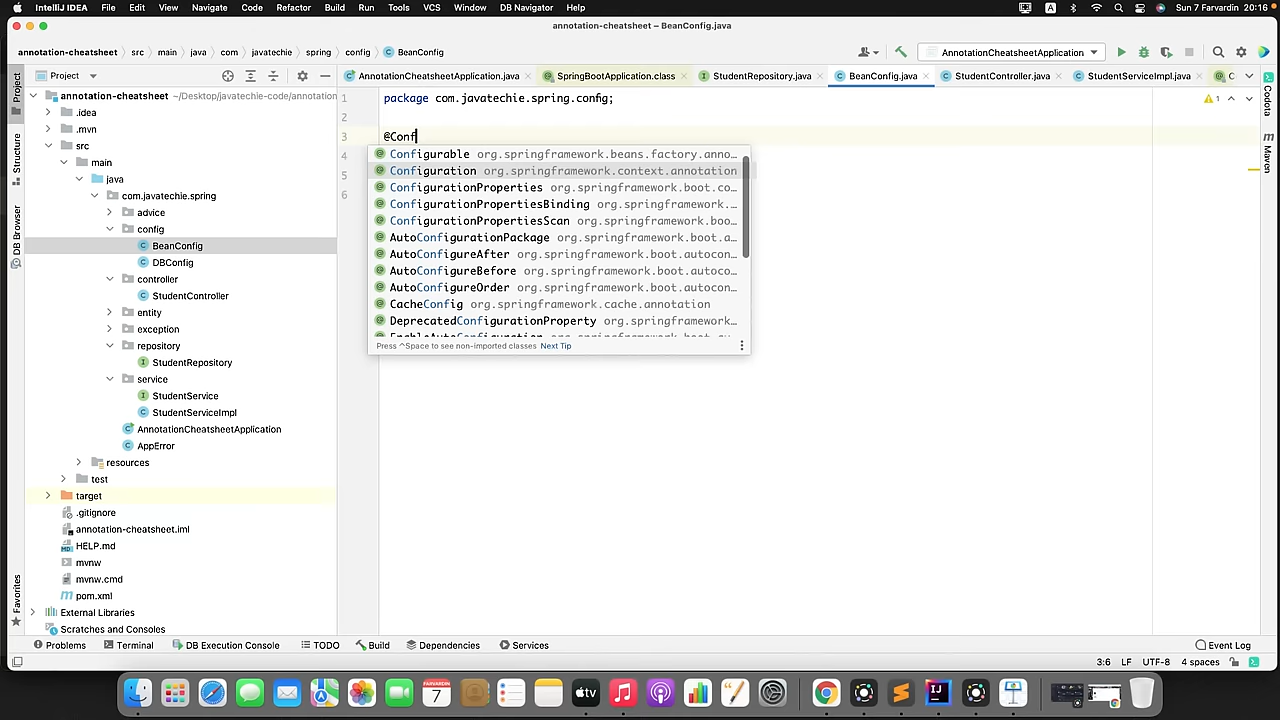 IntelliJ IDEA File Edit View Navigate Code Refactor Build Run Tools VCS Window DB Navigator Help A Sun 7 Farvardin 20:16
annotation-cheatsheet – BeanConfig.java
annotation-cheatsheet src main java com javatechie spring config BeanConfig AnnotationCheatsheetApplication
Project
AnnotationCheatsheetApplication.java SpringBootApplication.class StudentRepository.java BeanConfig.java StudentController.java StudentServiceImpl.java C
Project
Structure
DB Browser
Favorites
annotation-cheatsheet ~/Desktop/javatechie-code/annotation
.idea
.mvn
src
main
java
com.javatechie.spring
advice
config
BeanConfig
DBConfig
controller
StudentController
entity
exception
repository
StudentRepository
service
StudentService
StudentServiceImpl
AnnotationCheatsheetApplication
AppError
resources
test
target
.gitignore
annotation-cheatsheet.iml
HELP.md
mvnw
mvnw.cmd
pom.xml
External Libraries
Scratches and Consoles
1 package com.javatechie.spring.config;
2
3 @Conf
4
5
6
1
Configurable org.springframework.beans.factory.anno…
Configuration org.springframework.context.annotation
ConfigurationProperties org.springframework.boot.co…
ConfigurationPropertiesBinding org.springframework.…
ConfigurationPropertiesScan org.springframework.boo…
AutoConfigurationPackage org.springframework.boot.a…
AutoConfigureAfter org.springframework.boot.autoco…
AutoConfigureBefore org.springframework.boot.autoco…
AutoConfigureOrder org.springframework.boot.autocon…
CacheConfig org.springframework.cache.annotation
DeprecatedConfigurationProperty org.springframework…
Press ^Space to see non-imported classes Next Tip
Codota
Maven
Problems Terminal DB Execution Console TODO Build Dependencies Services Event Log
3:6 LF UTF-8 4 spaces
FARVARDIN
7
tv